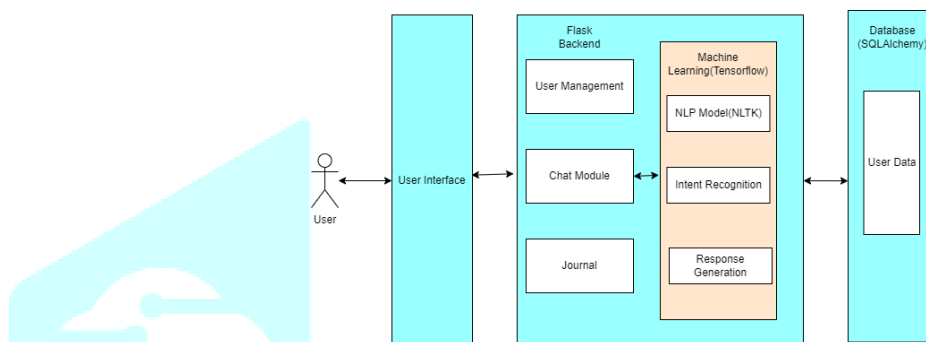 User
User Interface
Flask
Backend
User Management
Chat Module
Journal
Machine
Learning(Tensorflow)
NLP Model(NLTK)
Intent Recognition
Response
Generation
Database
(SQLAlchemy)
User Data